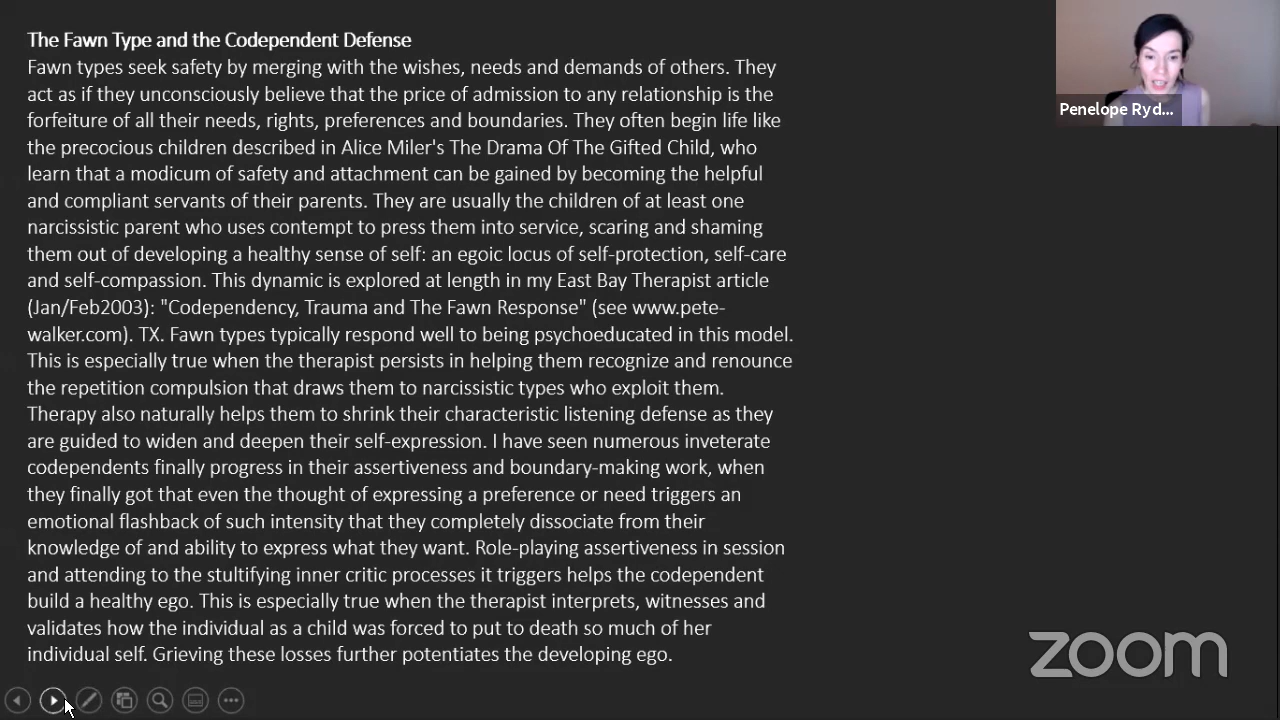 The Fawn Type and the Codependent Defense
Fawn types seek safety by merging with the wishes, needs and demands of others. They
act as if they unconsciously believe that the price of admission to any relationship is the
forfeiture of all their needs, rights, preferences and boundaries. They often begin life like
the precocious children described in Alice Miler's The Drama Of The Gifted Child, who
learn that a modicum of safety and attachment can be gained by becoming the helpful
and compliant servants of their parents. They are usually the children of at least one
narcissistic parent who uses contempt to press them into service, scaring and shaming
them out of developing a healthy sense of self: an egoic locus of self-protection, self-care
and self-compassion. This dynamic is explored at length in my East Bay Therapist article
(Jan/Feb2003): "Codependency, Trauma and The Fawn Response" (see www.pete-
walker.com). TX. Fawn types typically respond well to being psychoeducated in this model.
This is especially true when the therapist persists in helping them recognize and renounce
the repetition compulsion that draws them to narcissistic types who exploit them.
Therapy also naturally helps them to shrink their characteristic listening defense as they
are guided to widen and deepen their self-expression. I have seen numerous inveterate
codependents finally progress in their assertiveness and boundary-making work, when
they finally got that even the thought of expressing a preference or need triggers an
emotional flashback of such intensity that they completely dissociate from their
knowledge of and ability to express what they want. Role-playing assertiveness in session
and attending to the stultifying inner critic processes it triggers helps the codependent
build a healthy ego. This is especially true when the therapist interprets, witnesses and
validates how the individual as a child was forced to put to death so much of her
individual self. Grieving these losses further potentiates the developing ego.
Penelope Ryd...
zoom